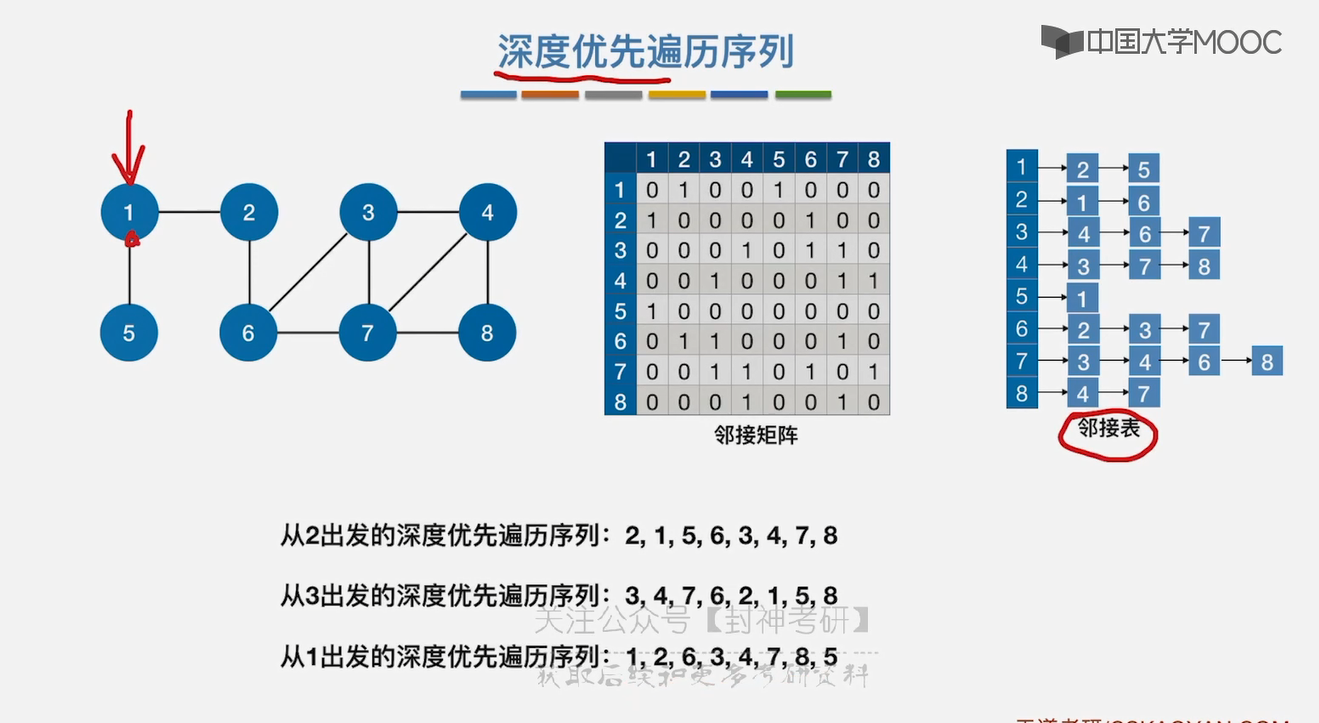 深度优先遍历序列
中国大学MOOC
1 2 3 4
5 6 7 8
1 2 3 4 5 6 7 8
1 0 1 0 0 1 0 0 0
2 1 0 0 0 0 1 0 0
3 0 0 0 1 0 1 1 0
4 0 0 1 0 0 0 1 1
5 1 0 0 0 0 0 0 0
6 0 1 1 0 0 0 1 0
7 0 0 1 1 0 1 0 1
8 0 0 0 1 0 0 1 0
邻接矩阵
1 2 5
2 1 6
3 4 6 7
4 3 7 8
5 1
6 2 3 7
7 3 4 6 8
8 4 7
邻接表
从2出发的深度优先遍历序列：2, 1, 5, 6, 3, 4, 7, 8
从3出发的深度优先遍历序列：3, 4, 7, 6, 2, 1, 5, 8
关注公众号【封神考研】
从1出发的深度优先遍历序列：1, 2, 6, 3, 4, 7, 8, 5
获取后续和更多考研资料